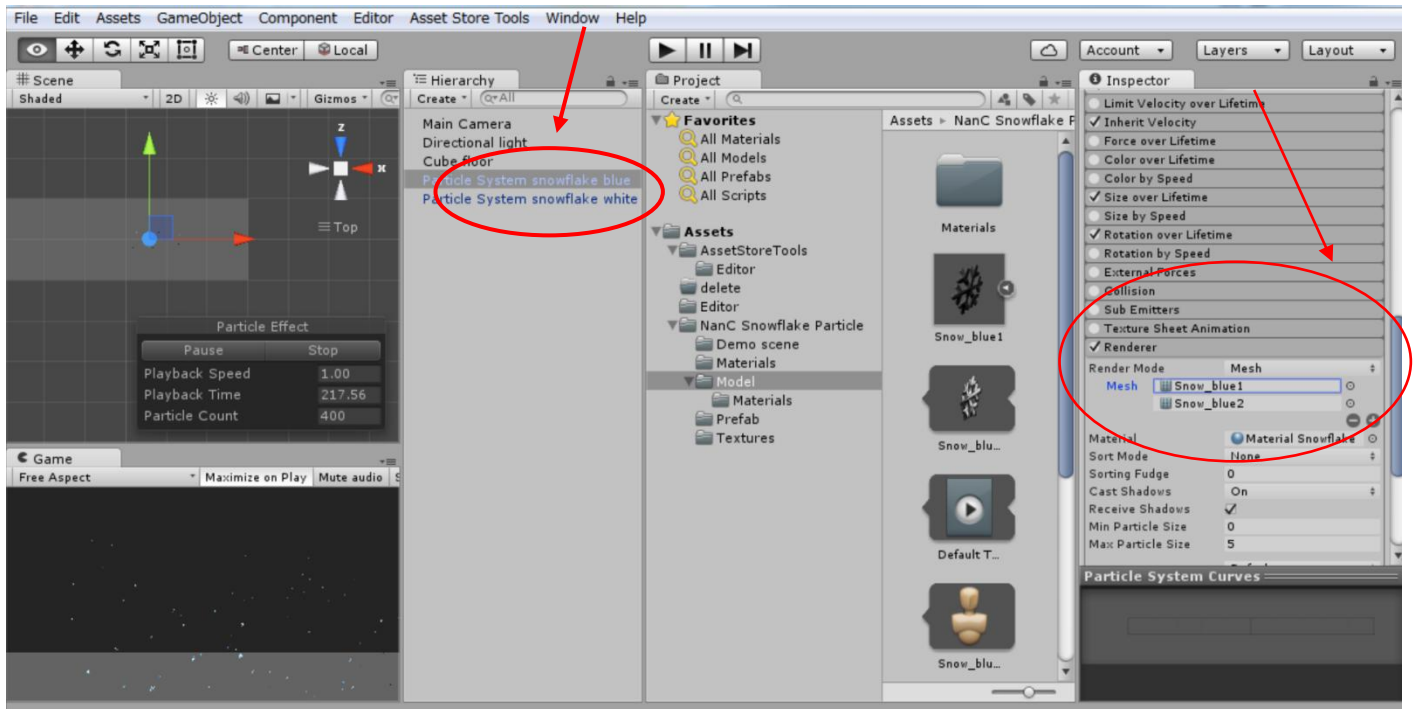 File Edit Assets GameObject Component Editor Asset Store Tools Window Help
Center Local
Account Layers Layout
Scene
Shaded 2D Gizmos
z
x
Top
Particle Effect
Pause Stop
Playback Speed 1.00
Playback Time 217.56
Particle Count 400
Game
Free Aspect Maximize on Play Mute audio S
Hierarchy
Create All
Main Camera
Directional light
Cube floor
Particle System snowflake blue
Particle System snowflake white
Project
Create
Favorites
All Materials
All Models
All Prefabs
All Scripts
Assets
AssetStoreTools
Editor
delete
Editor
NanC Snowflake Particle
Demo scene
Materials
Model
Materials
Prefab
Textures
Assets NanC Snowflake P
Materials
Snow_blue1
Snow_blu...
Default T...
Snow_blu...
Inspector
Limit Velocity over Lifetime
Inherit Velocity
Force over Lifetime
Color over Lifetime
Color by Speed
Size over Lifetime
Size by Speed
Rotation over Lifetime
Rotation by Speed
External Forces
Collision
Sub Emitters
Texture Sheet Animation
Renderer
Render Mode Mesh
Mesh Snow_blue1
Snow_blue2
Material Material Snowflake
Sort Mode None
Sorting Fudge 0
Cast Shadows On
Receive Shadows
Min Particle Size 0
Max Particle Size 5
Particle System Curves